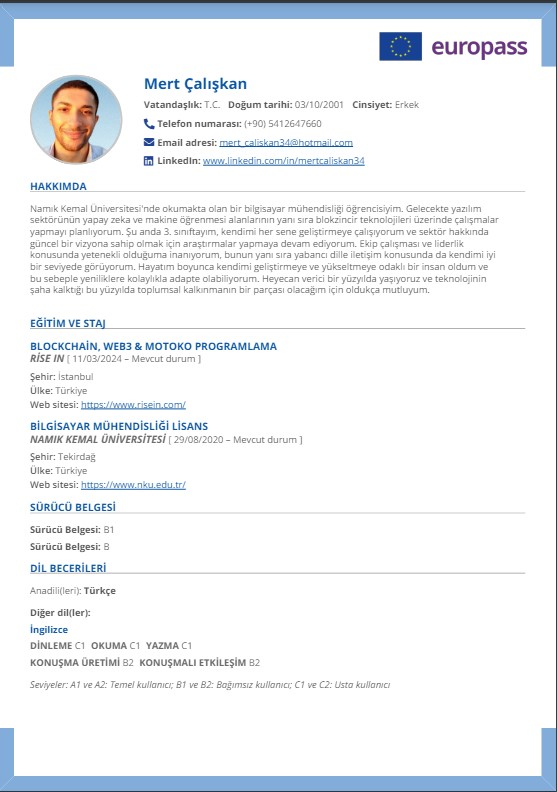 europass
Mert Çalışkan
Vatandaşlık: T.C. Doğum tarihi: 03/10/2001 Cinsiyet: Erkek
Telefon numarası: (+90) 5412647660
Email adresi: mert_caliskan34@hotmail.com
LinkedIn: www.linkedin.com/in/mertcaliskan34
HAKKIMDA
Namık Kemal Üniversitesi'nde okumakta olan bir bilgisayar mühendisliği öğrencisiyim. Gelecekte yazılım
sektörünün yapay zeka ve makine öğrenmesi alanlarının yanı sıra blokzincir teknolojileri üzerinde çalışmalar
yapmayı planlıyorum. Şu anda 3. sınıftayım, kendimi her sene geliştirmeye çalışıyorum ve sektör hakkında
güncel bir vizyona sahip olmak için araştırmalar yapmaya devam ediyorum. Ekip çalışması ve liderlik
konusunda yetenekli olduğuma inanıyorum, bunun yanı sıra yabancı dille iletişim konusunda da kendimi iyi
bir seviyede görüyorum. Hayatım boyunca kendimi geliştirmeye ve yükseltmeye odaklı bir insan oldum ve
bu sebeple yeniliklere kolaylıkla adapte olabiliyorum. Heyecan verici bir yüzyılda yaşıyoruz ve teknolojinin
şaha kalktığı bu yüzyılda toplumsal kalkınmanın bir parçası olacağım için oldukça mutluyum.
EĞİTİM VE STAJ
BLOCKCHAİN, WEB3 & MOTOKO PROGRAMLAMA
RİSE IN [ 11/03/2024 – Mevcut durum ]
Şehir: İstanbul
Ülke: Türkiye
Web sitesi: https://www.risein.com/
BİLGİSAYAR MÜHENDİSLİĞİ LİSANS
NAMIK KEMAL ÜNİVERSİTESİ [ 29/08/2020 – Mevcut durum ]
Şehir: Tekirdağ
Ülke: Türkiye
Web sitesi: https://www.nku.edu.tr/
SÜRÜCÜ BELGESİ
Sürücü Belgesi: B1
Sürücü Belgesi: B
DİL BECERİLERİ
Anadili(leri): Türkçe
Diğer dil(ler):
İngilizce
DİNLEME C1 OKUMA C1 YAZMA C1
KONUŞMA ÜRETİMİ B2 KONUŞMALI ETKİLEŞİM B2
Seviyeler: A1 ve A2: Temel kullanıcı; B1 ve B2: Bağımsız kullanıcı; C1 ve C2: Usta kullanıcı